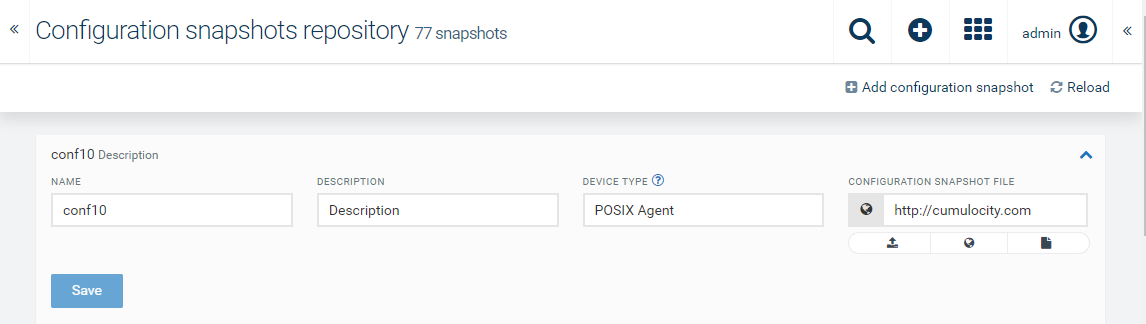 Configuration snapshots repository 77 snapshots
admin
Add configuration snapshot Reload
conf10 Description
NAME DESCRIPTION DEVICE TYPE CONFIGURATION SNAPSHOT FILE
conf10 Description POSIX Agent http://cumulocity.com
Save